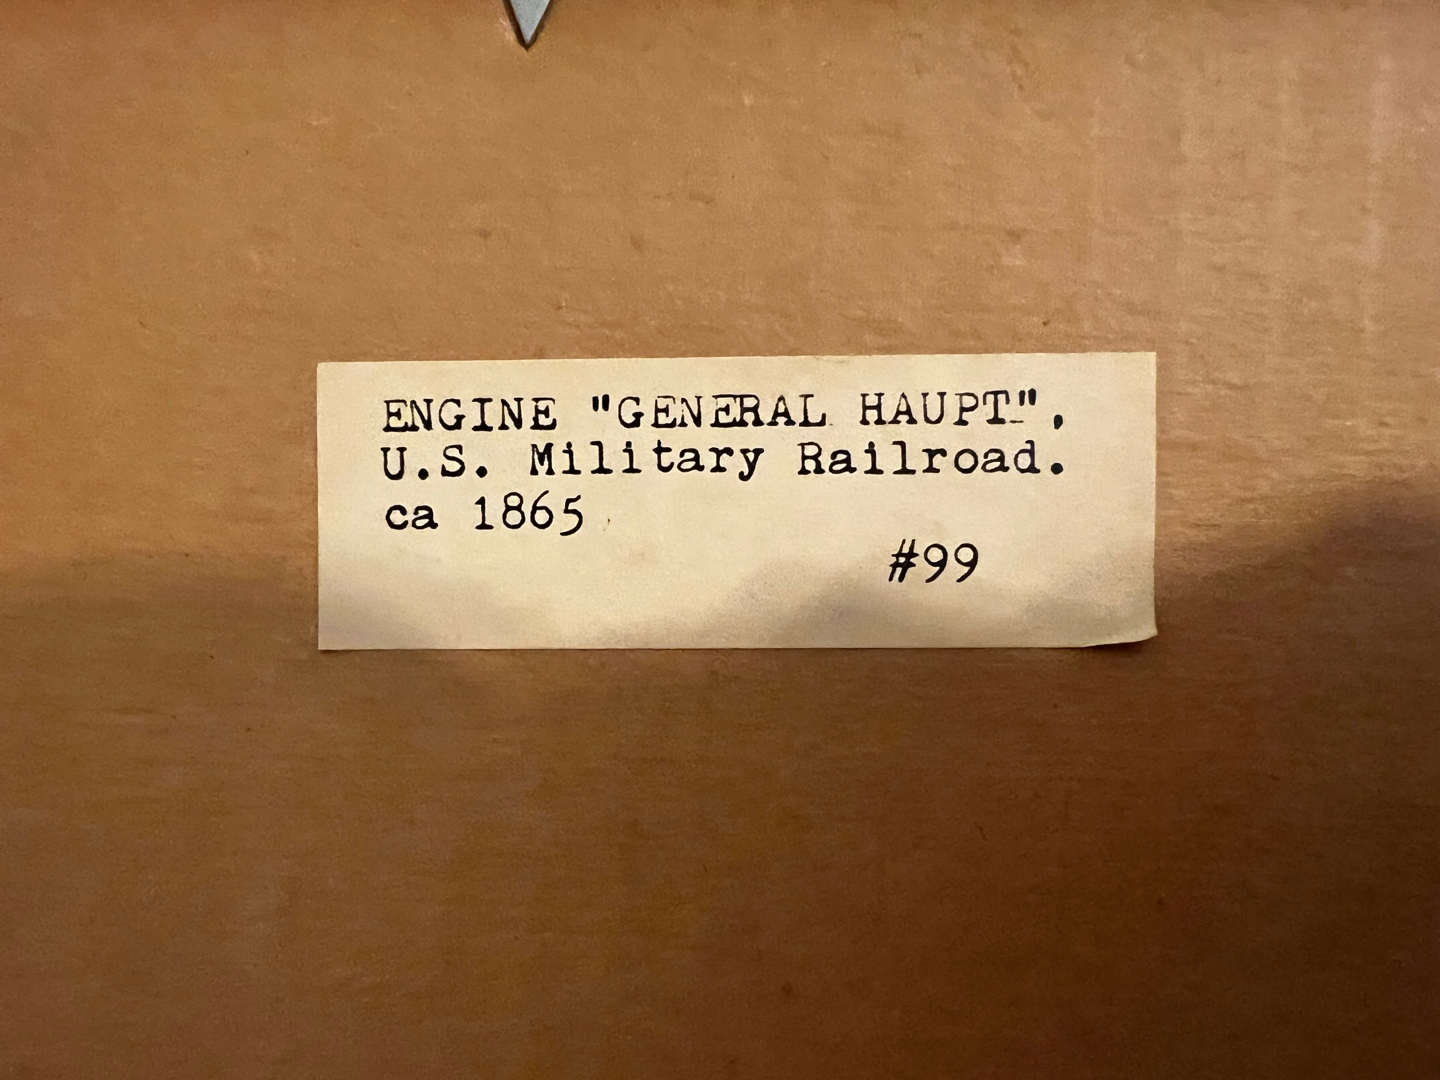 ENGINE "GENERAL HAUPT",
U.S. Military Railroad.
ca 1865
#99